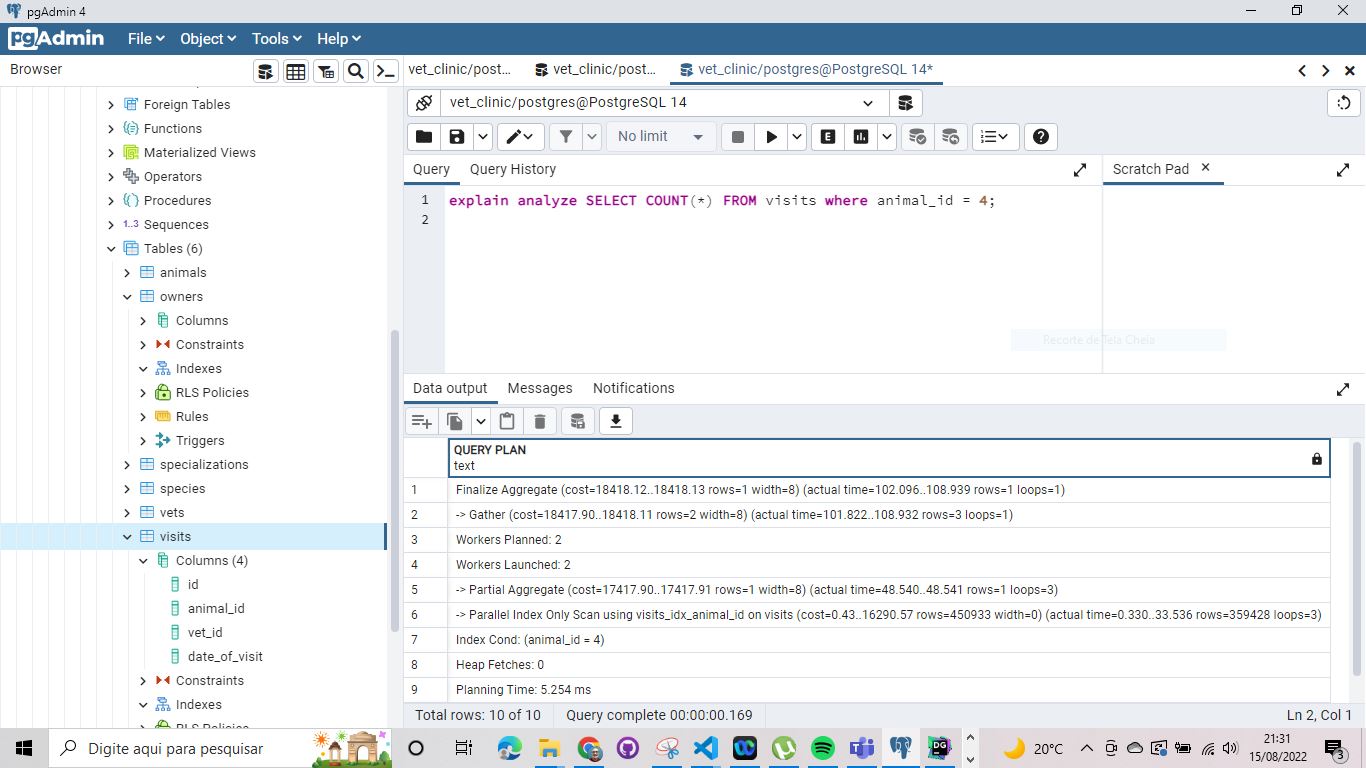 pgAdmin 4
pgAdmin File Object Tools Help
Browser
vet_clinic/post... vet_clinic/post... vet_clinic/postgres@PostgreSQL 14*
vet_clinic/postgres@PostgreSQL 14
No limit
E
Query Query History
Scratch Pad
1 explain analyze SELECT COUNT(*) FROM visits where animal_id = 4;
2
Recorte de Tela Cheia
Foreign Tables
Functions
Materialized Views
Operators
Procedures
1..3 Sequences
Tables (6)
animals
owners
Columns
Constraints
Indexes
RLS Policies
Rules
Triggers
specializations
species
vets
visits
Columns (4)
id
animal_id
vet_id
date_of_visit
Constraints
Indexes
RLS Policies
Data output Messages Notifications
QUERY PLAN
text
1 Finalize Aggregate (cost=18418.12..18418.13 rows=1 width=8) (actual time=102.096..108.939 rows=1 loops=1)
2 -> Gather (cost=18417.90..18418.11 rows=2 width=8) (actual time=101.822..108.932 rows=3 loops=1)
3 Workers Planned: 2
4 Workers Launched: 2
5 -> Partial Aggregate (cost=17417.90..17417.91 rows=1 width=8) (actual time=48.540..48.541 rows=1 loops=3)
6 -> Parallel Index Only Scan using visits_idx_animal_id on visits (cost=0.43..16290.57 rows=450933 width=0) (actual time=0.330..33.536 rows=359428 loops=3)
7 Index Cond: (animal_id = 4)
8 Heap Fetches: 0
9 Planning Time: 5.254 ms
Total rows: 10 of 10 Query complete 00:00:00.169
Ln 2, Col 1
Digite aqui para pesquisar
DG
20°C
21:31
15/08/2022
3